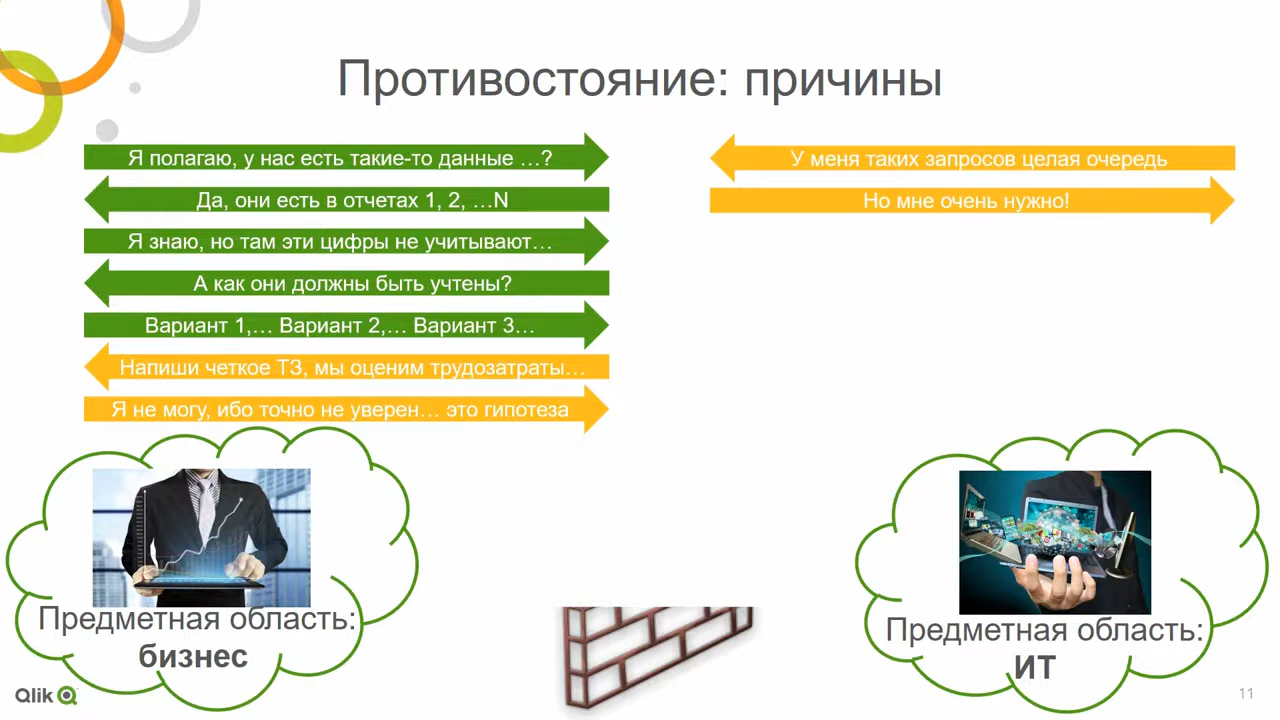 Противостояние: причины
Я полагаю, у нас есть такие-то данные …?
Да, они есть в отчетах 1, 2, …N
Я знаю, но там эти цифры не учитывают…
А как они должны быть учтены?
Вариант 1,… Вариант 2,… Вариант 3…
Напиши четкое ТЗ, мы оценим трудозатраты…
Я не могу, ибо точно не уверен… это гипотеза
У меня таких запросов целая очередь
Но мне очень нужно!
Предметная область:
бизнес
Предметная область:
ИТ
Qlik
11